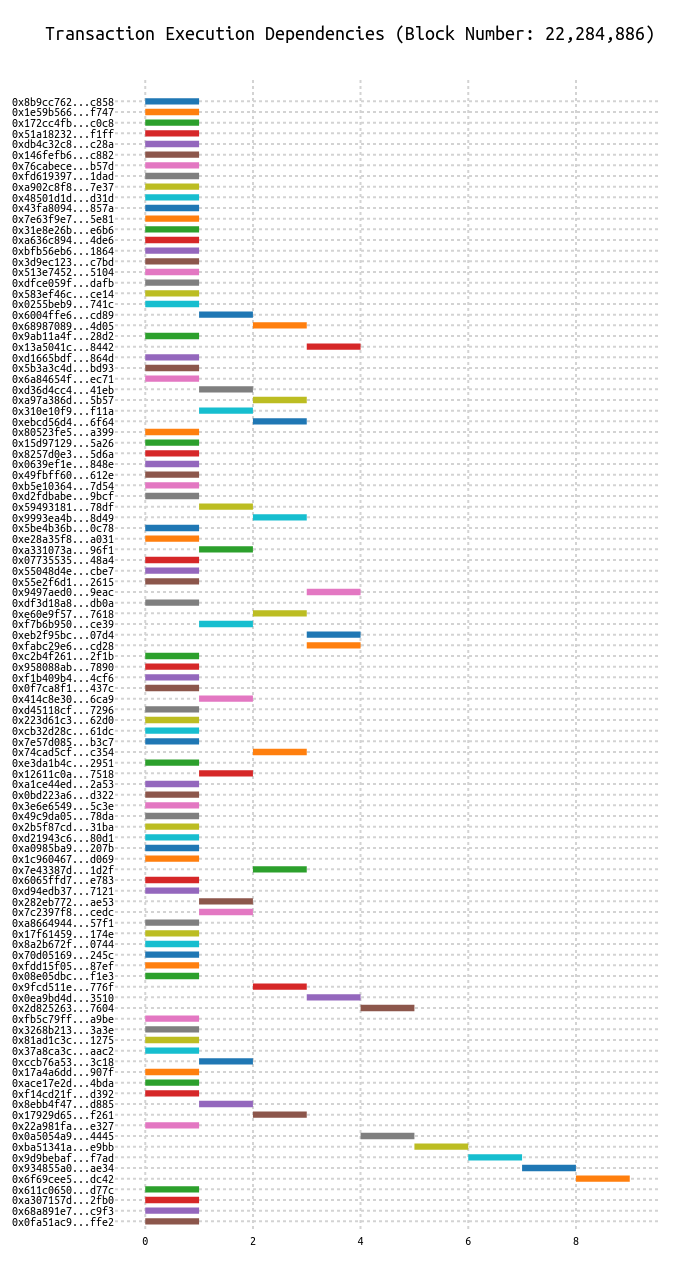 Transaction Execution Dependencies (Block Number: 22,284,886)
0x8b9cc762...c858
0x1e59b566...f747
0x172cc4fb...c0c8
0x51a18232...f1ff
0xdb4c32c8...c28a
0x146fefb6...c882
0x76cabece...b57d
0xfd619397...1dad
0xa902c8f8...7e37
0x48501d1d...d31d
0x43fa8094...857a
0x7e63f9e7...5e81
0x31e8e26b...e6b6
0xa636c894...4de6
0xbfb56eb6...1864
0x3d9ec123...c7bd
0x513e7452...5104
0xdfce059f...dafb
0x583ef46c...ce14
0x0255beb9...741c
0x6004ffe6...cd89
0x68987089...4d05
0x9ab11a4f...28d2
0x13a5041c...8442
0xd1665bdf...864d
0x5b3a3c4d...bd93
0x6a84654f...ec71
0xd36d4cc4...41eb
0xa97a386d...5b57
0x310e10f9...f11a
0xebcd56d4...6f64
0x80523fe5...a399
0x15d97129...5a26
0x8257d0e3...5d6a
0x0639ef1e...848e
0x49fbff60...612e
0xb5e10364...7d54
0xd2fdbabe...9bcf
0x59493181...78df
0x9993ea4b...8d49
0x5be4b36b...0c78
0xe28a35f8...a031
0xa331073a...96f1
0x07735535...48a4
0x55048d4e...cbe7
0x55e2f6d1...2615
0x9497aed0...9eac
0xdf3d18a8...db0a
0xe60e9f57...7618
0xf7b6b950...ce39
0xeb2f95bc...07d4
0xfabc29e6...cd28
0xc2b4f261...2f1b
0x958088ab...7890
0xf1b409b4...4cf6
0x0f7ca8f1...437c
0x414c8e30...6ca9
0xd45118cf...7296
0x223d61c3...62d0
0xcb32d28c...61dc
0x7e57d085...b3c7
0x74cad5cf...c354
0xe3da1b4c...2951
0x12611c0a...7518
0xa1ce44ed...2a53
0x0bd223a6...d322
0x3e6e6549...5c3e
0x49c9da05...78da
0x2b5f87cd...31ba
0xd21943c6...80d1
0xa0985ba9...207b
0x1c960467...d069
0x7e43387d...1d2f
0x6065ffd7...e783
0xd94edb37...7121
0x282eb772...ae53
0x7c2397f8...cedc
0xa8664944...57f1
0x17f61459...174e
0x8a2b672f...0744
0x70d05169...245c
0xfdd15f05...87ef
0x08e05dbc...f1e3
0x9fcd511e...776f
0x0ea9bd4d...3510
0x2d825263...7604
0xfb5c79ff...a9be
0x3268b213...3a3e
0x81ad1c3c...1275
0x37a8ca3c...aac2
0xccb76a53...3c18
0x17a4a6dd...907f
0xace17e2d...4bda
0xf14cd21f...d392
0x8ebb4f47...d885
0x17929d65...f261
0x22a981fa...e327
0x0a5054a9...4445
0xba51341a...e9bb
0x9d9bebaf...f7ad
0x934855a0...ae34
0x6f69cee5...dc42
0x611c0650...d77c
0xa307157d...2fb0
0x68a891e7...c9f3
0x0fa51ac9...ffe2
0 2 4 6 8